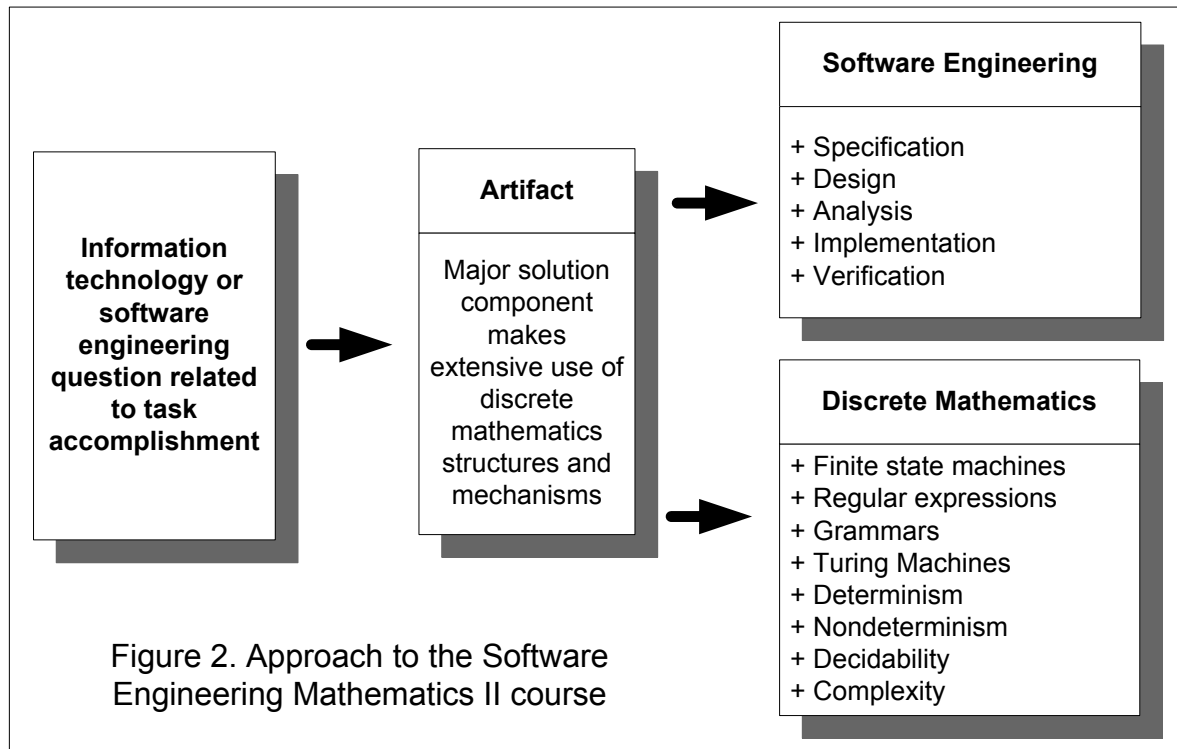 Information
technology or
software
engineering
question related
to task
accomplishment
Artifact
Major solution
component
makes
extensive use of
discrete
mathematics
structures and
mechanisms
Software Engineering
+ Specification
+ Design
+ Analysis
+ Implementation
+ Verification
Discrete Mathematics
+ Finite state machines
+ Regular expressions
+ Grammars
+ Turing Machines
+ Determinism
+ Nondeterminism
+ Decidability
+ Complexity
Figure 2. Approach to the Software
Engineering Mathematics II course